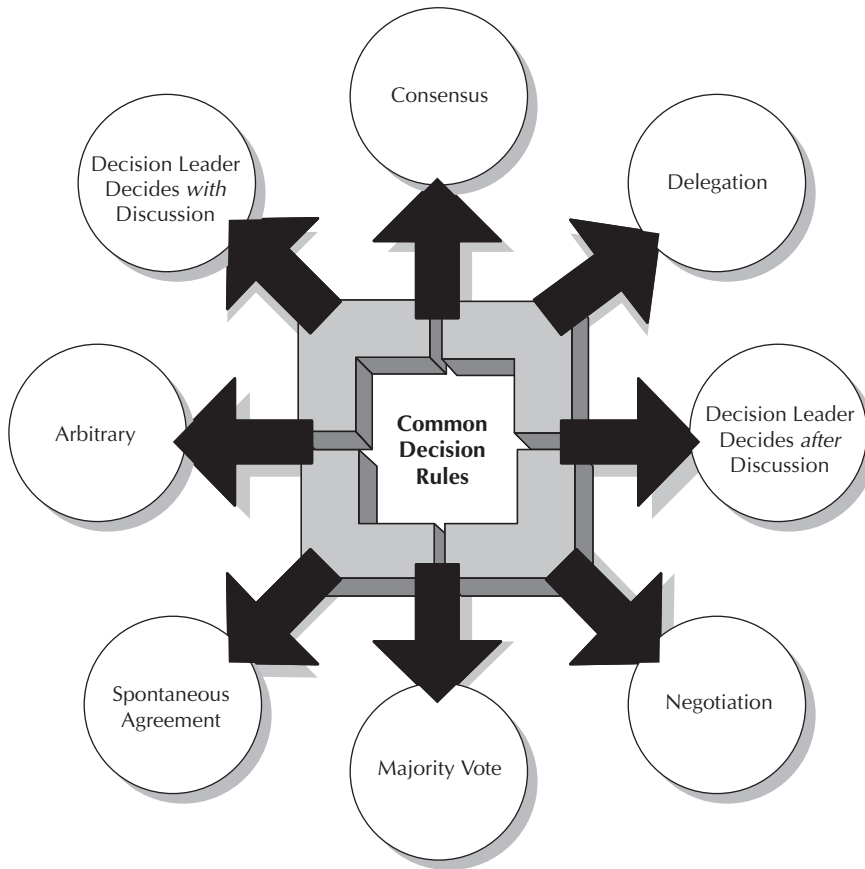 Consensus
Decision Leader
Decides with
Discussion
Delegation
Arbitrary
Common
Decision
Rules
Decision Leader
Decides after
Discussion
Spontaneous
Agreement
Majority Vote
Negotiation